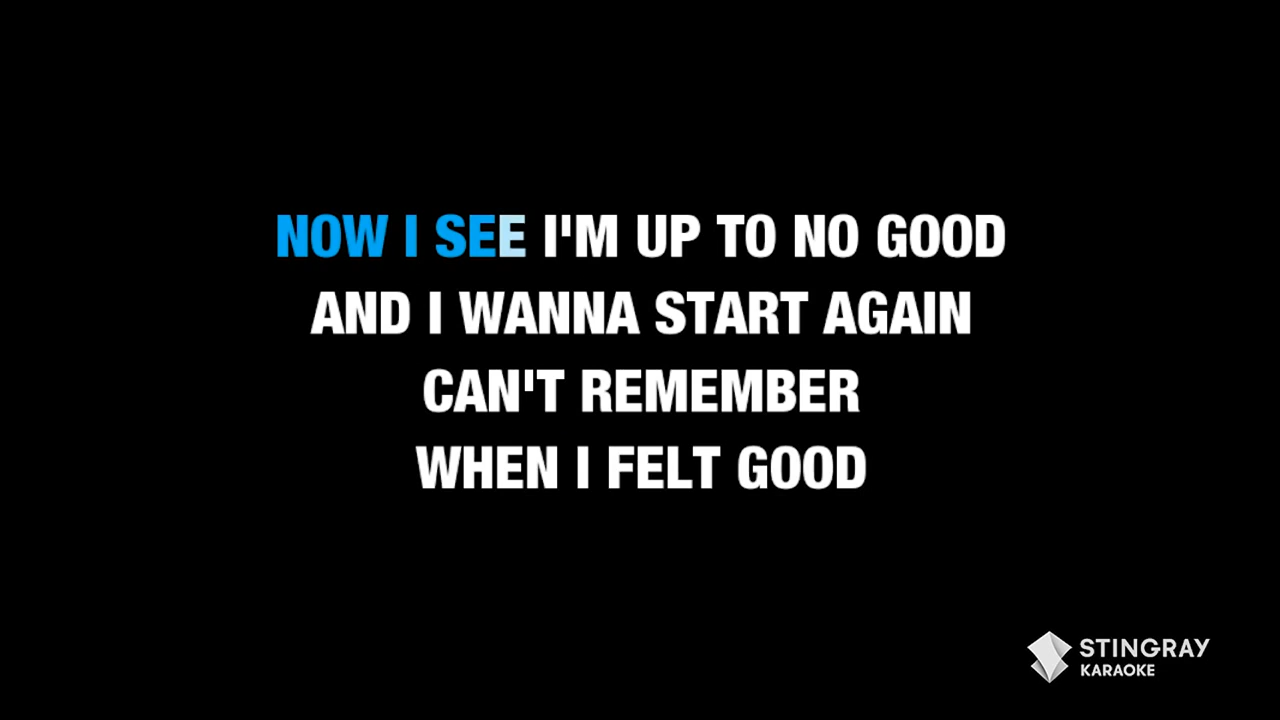 NOW I SEE I'M UP TO NO GOOD
AND I WANNA START AGAIN
CAN'T REMEMBER
WHEN I FELT GOOD
STINGRAY
KARAOKE